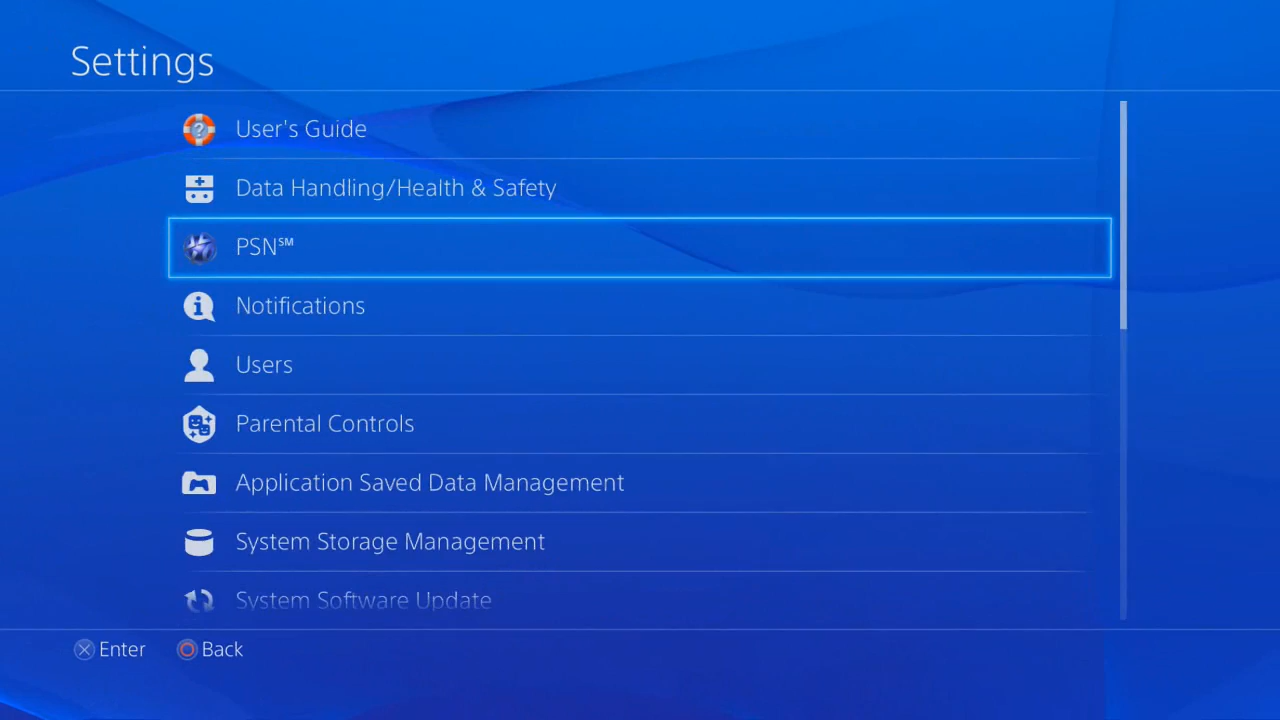 Settings
User's Guide
Data Handling/Health & Safety
PSN℠
Notifications
Users
Parental Controls
Application Saved Data Management
System Storage Management
System Software Update
Enter Back